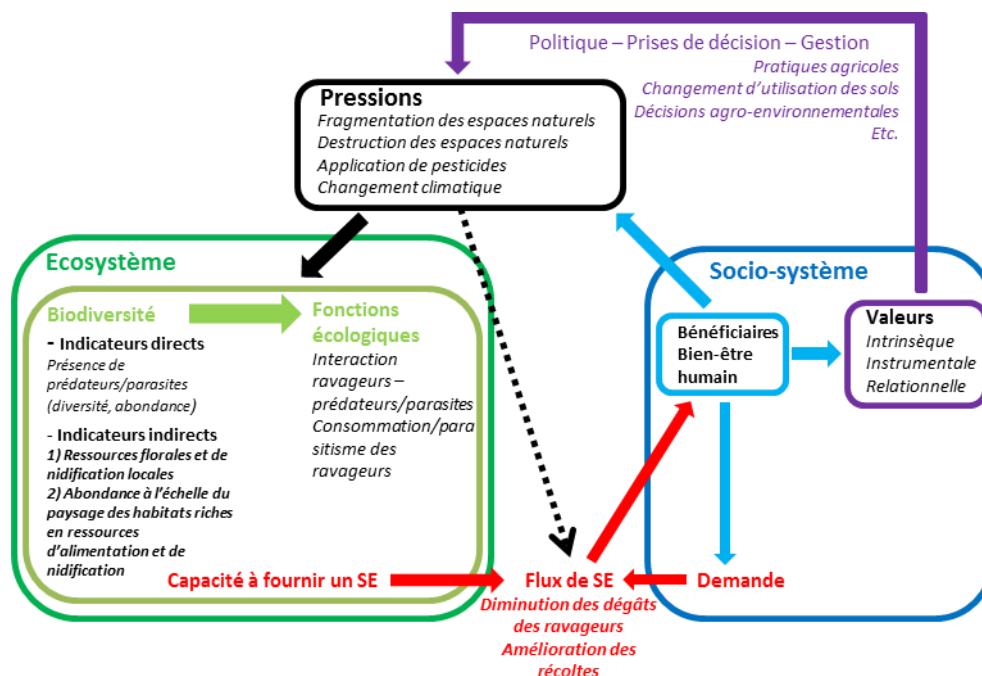 Politique – Prises de décision – Gestion
Pratiques agricoles
Changement d'utilisation des sols
Décisions agro-environnementales
Etc.
Pressions
Fragmentation des espaces naturels
Destruction des espaces naturels
Application de pesticides
Changement climatique
Ecosystème
Biodiversité
- Indicateurs directs
Présence de
prédateurs/parasites
(diversité, abondance)
- Indicateurs indirects
1) Ressources florales et de
nidification locales
2) Abondance à l'échelle du
paysage des habitats riches
en ressources
d'alimentation et de
nidification
Fonctions
écologiques
Interaction
ravageurs –
prédateurs/parasites
Consommation/para
sitisme des
ravageurs
Socio-système
Bénéficiaires
Bien-être
humain
Valeurs
Intrinsèque
Instrumentale
Relationnelle
Capacité à fournir un SE
Flux de SE
Diminution des dégâts
des ravageurs
Amélioration des
récoltes
Demande